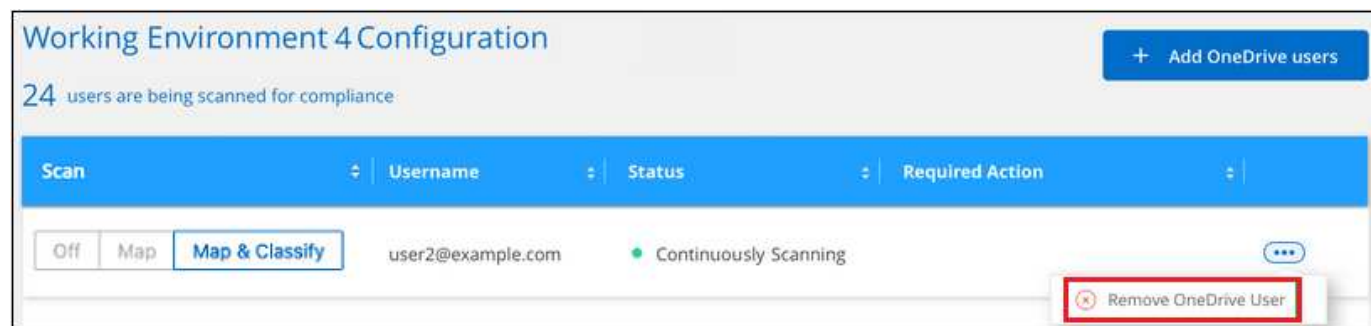 Working Environment 4 Configuration
+ Add OneDrive users
24 users are being scanned for compliance
Scan Username Status Required Action
Off Map Map & Classify user2@example.com Continuously Scanning
Remove OneDrive User